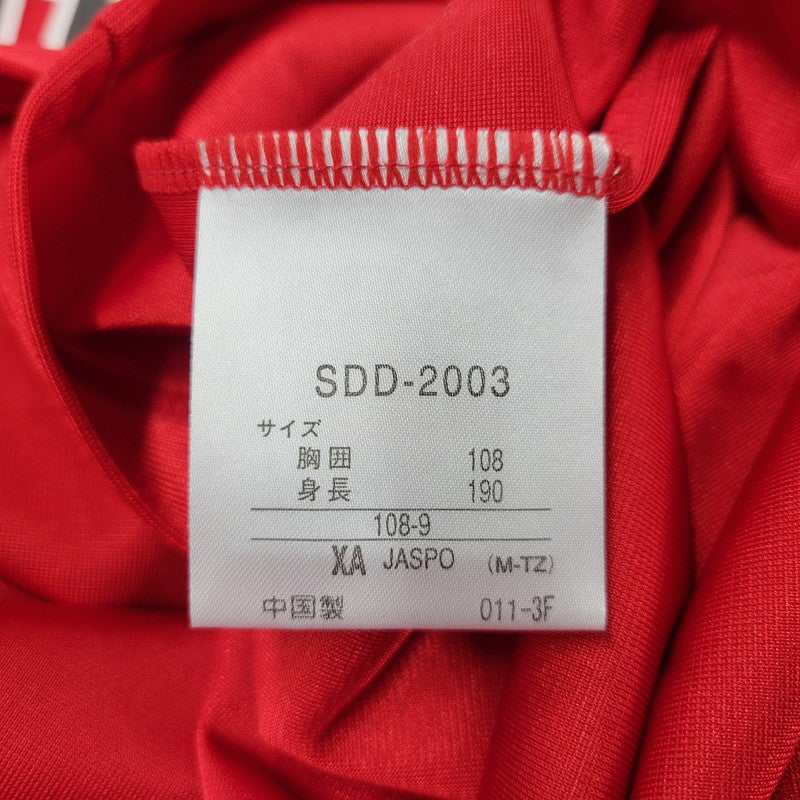 SDD-2003
サイズ
胸囲 108
身長 190
108-9
XA JASPO (M-TZ)
中国製 011-3F